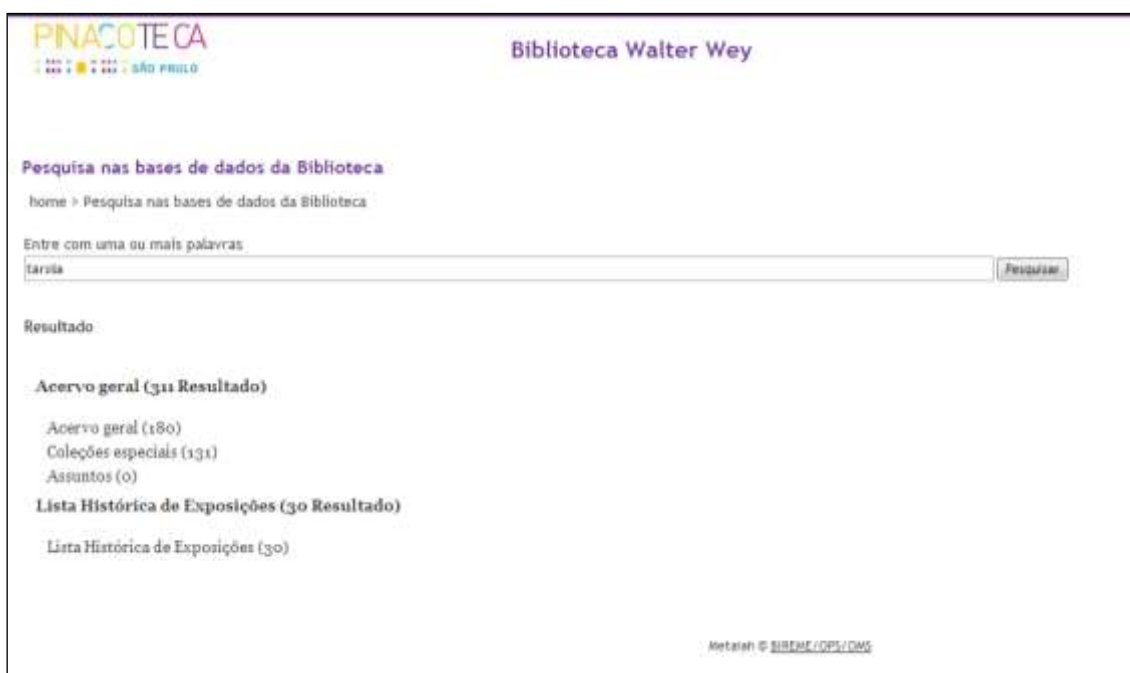 PINACOTECA
SÃO PAULO
Biblioteca Walter Wey
Pesquisa nas bases de dados da Biblioteca
home > Pesquisa nas bases de dados da Biblioteca
Entre com uma ou mais palavras
tarsila
Pesquisar
Resultado
Acervo geral (311 Resultado)
Acervo geral (180)
Coleções especiais (131)
Assuntos (0)
Lista Histórica de Exposições (30 Resultado)
Lista Histórica de Exposições (30)
Metaiah © BIREME/OPS/OMS